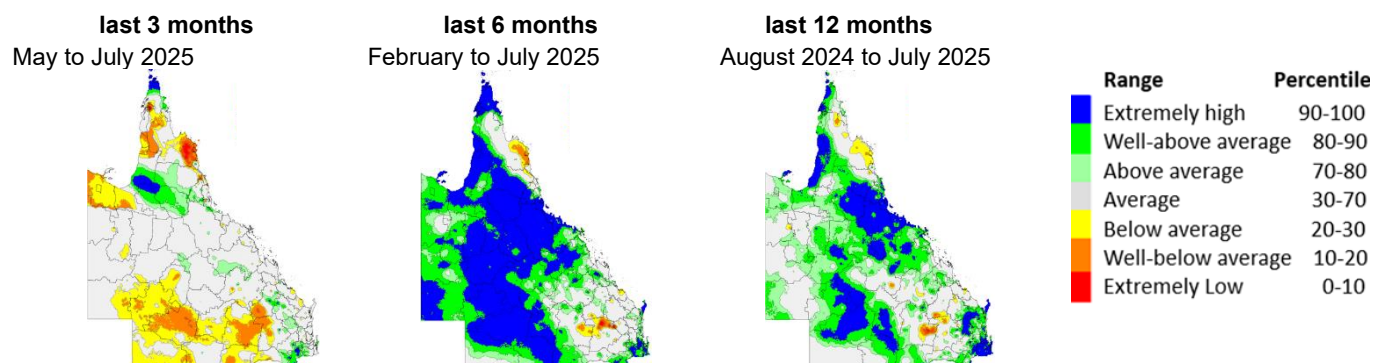 last 3 months
May to July 2025
last 6 months
February to July 2025
last 12 months
August 2024 to July 2025
Range Percentile
Extremely high 90-100
Well-above average 80-90
Above average 70-80
Average 30-70
Below average 20-30
Well-below average 10-20
Extremely Low 0-10